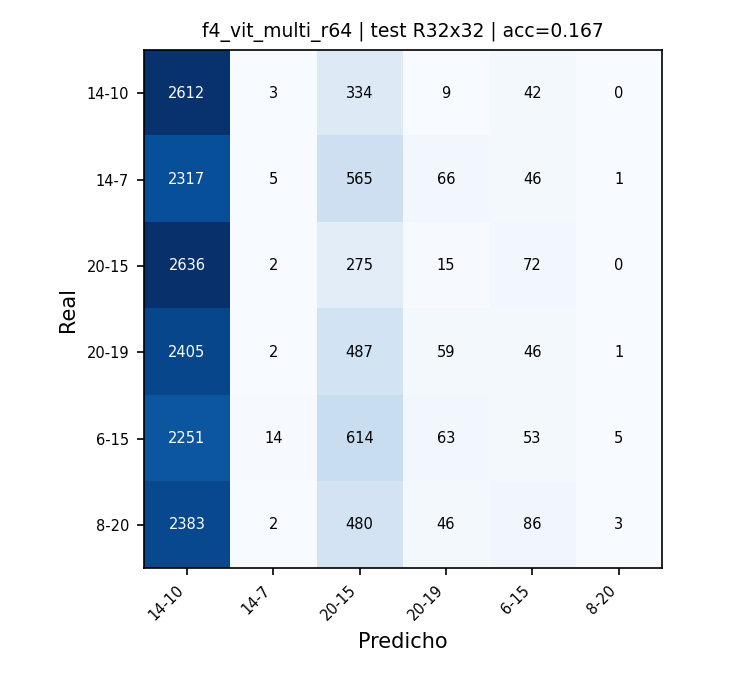 f4_vit_multi_r64 | test R32x32 | acc=0.167
14-10 2612 3 334 9 42 0
14-7 2317 5 565 66 46 1
20-15 2636 2 275 15 72 0
Real
20-19 2405 2 487 59 46 1
6-15 2251 14 614 63 53 5
8-20 2383 2 480 46 86 3
14-10 14-7 20-15 20-19 6-15 8-20
Predicho